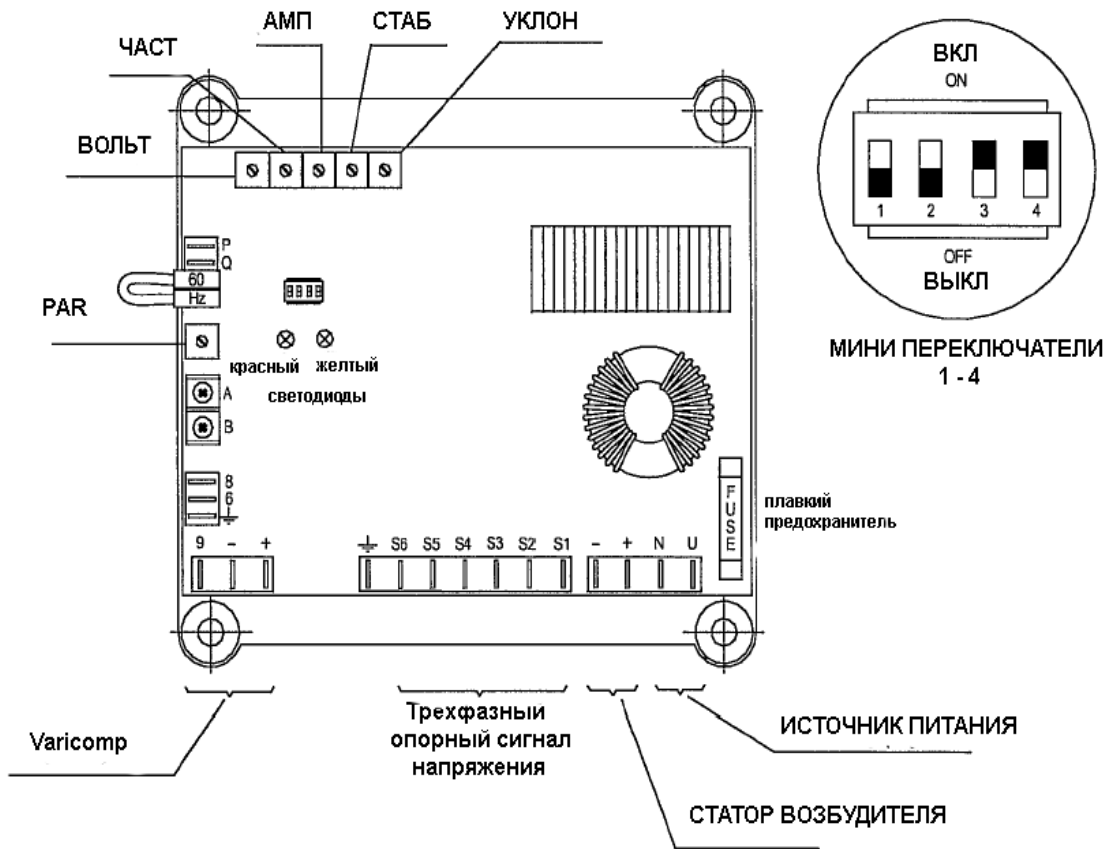 АМП
СТАБ
УКЛОН
ЧАСТ
ВОЛЬТ
ВКЛ
ON
1 2 3 4
OFF
ВЫКЛ
МИНИ ПЕРЕКЛЮЧАТЕЛИ
1 - 4
P
Q
60
Hz
PAR
красный желтый
светодиоды
A
B
8
6
FUSE
плавкий
предохранитель
9 - +
S6 S5 S4 S3 S2 S1
- + N U
Varicomp
Трехфазный
опорный сигнал
напряжения
ИСТОЧНИК ПИТАНИЯ
СТАТОР ВОЗБУДИТЕЛЯ